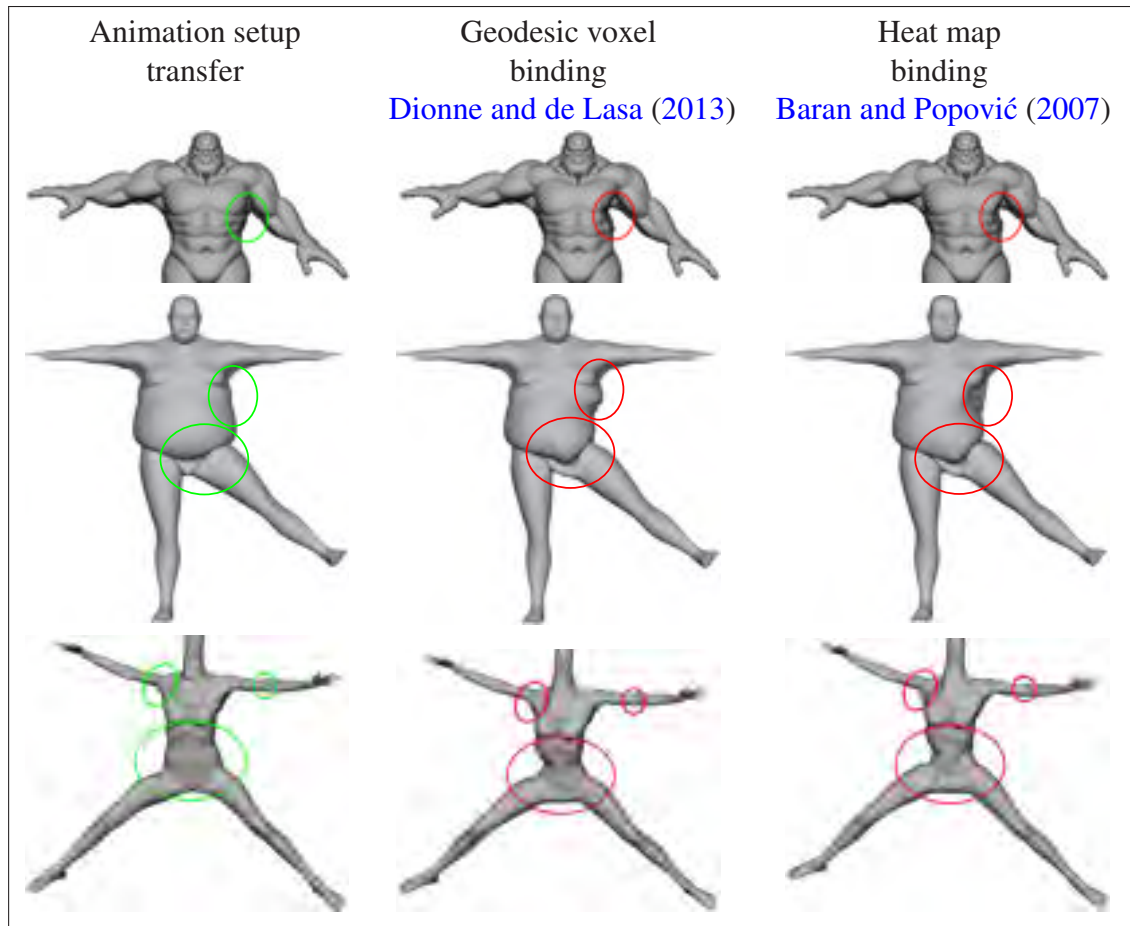 Animation setup
transfer
Geodesic voxel
binding
Dionne and de Lasa (2013)
Heat map
binding
Baran and Popović (2007)